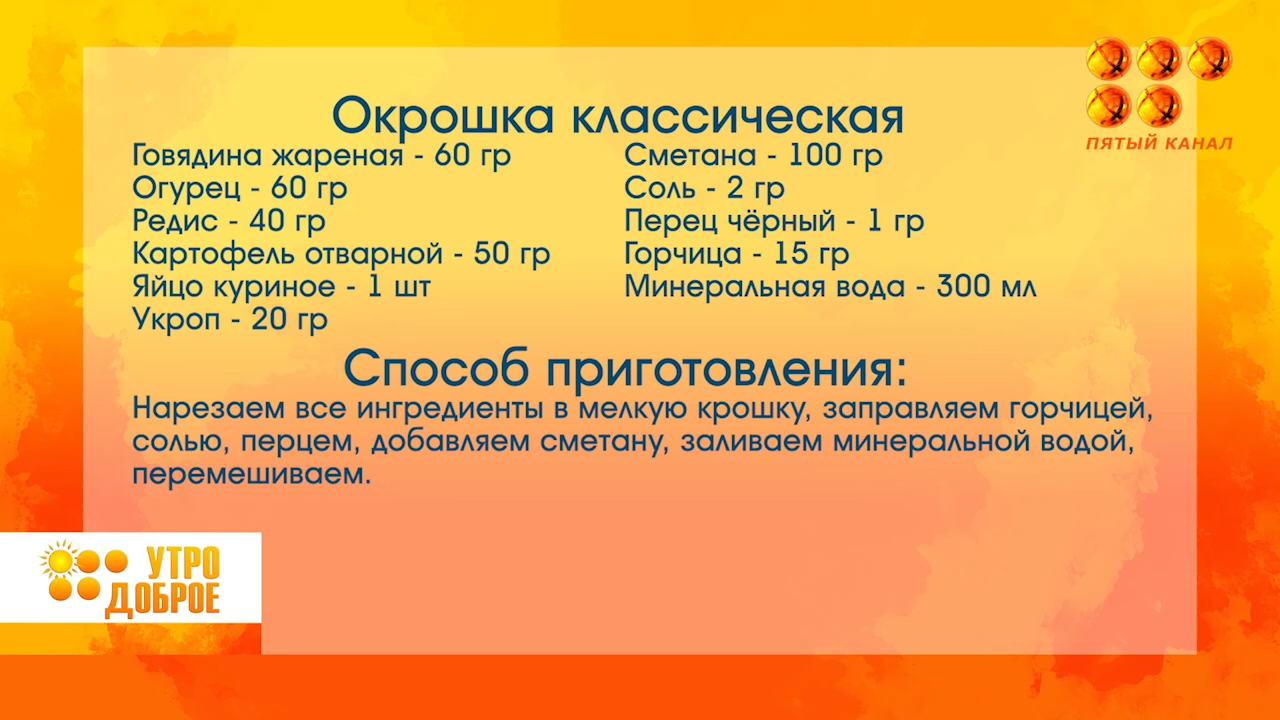 Окрошка классическая
Говядина жареная - 60 гр
Огурец - 60 гр
Редис - 40 гр
Картофель отварной - 50 гр
Яйцо куриное - 1 шт
Укроп - 20 гр
Сметана - 100 гр
Соль - 2 гр
Перец чёрный - 1 гр
Горчица - 15 гр
Минеральная вода - 300 мл
Способ приготовления:
Нарезаем все ингредиенты в мелкую крошку, заправляем горчицей,
солью, перцем, добавляем сметану, заливаем минеральной водой,
перемешиваем.
ПЯТЫЙ КАНАЛ
УТРО
ДОБРОЕ